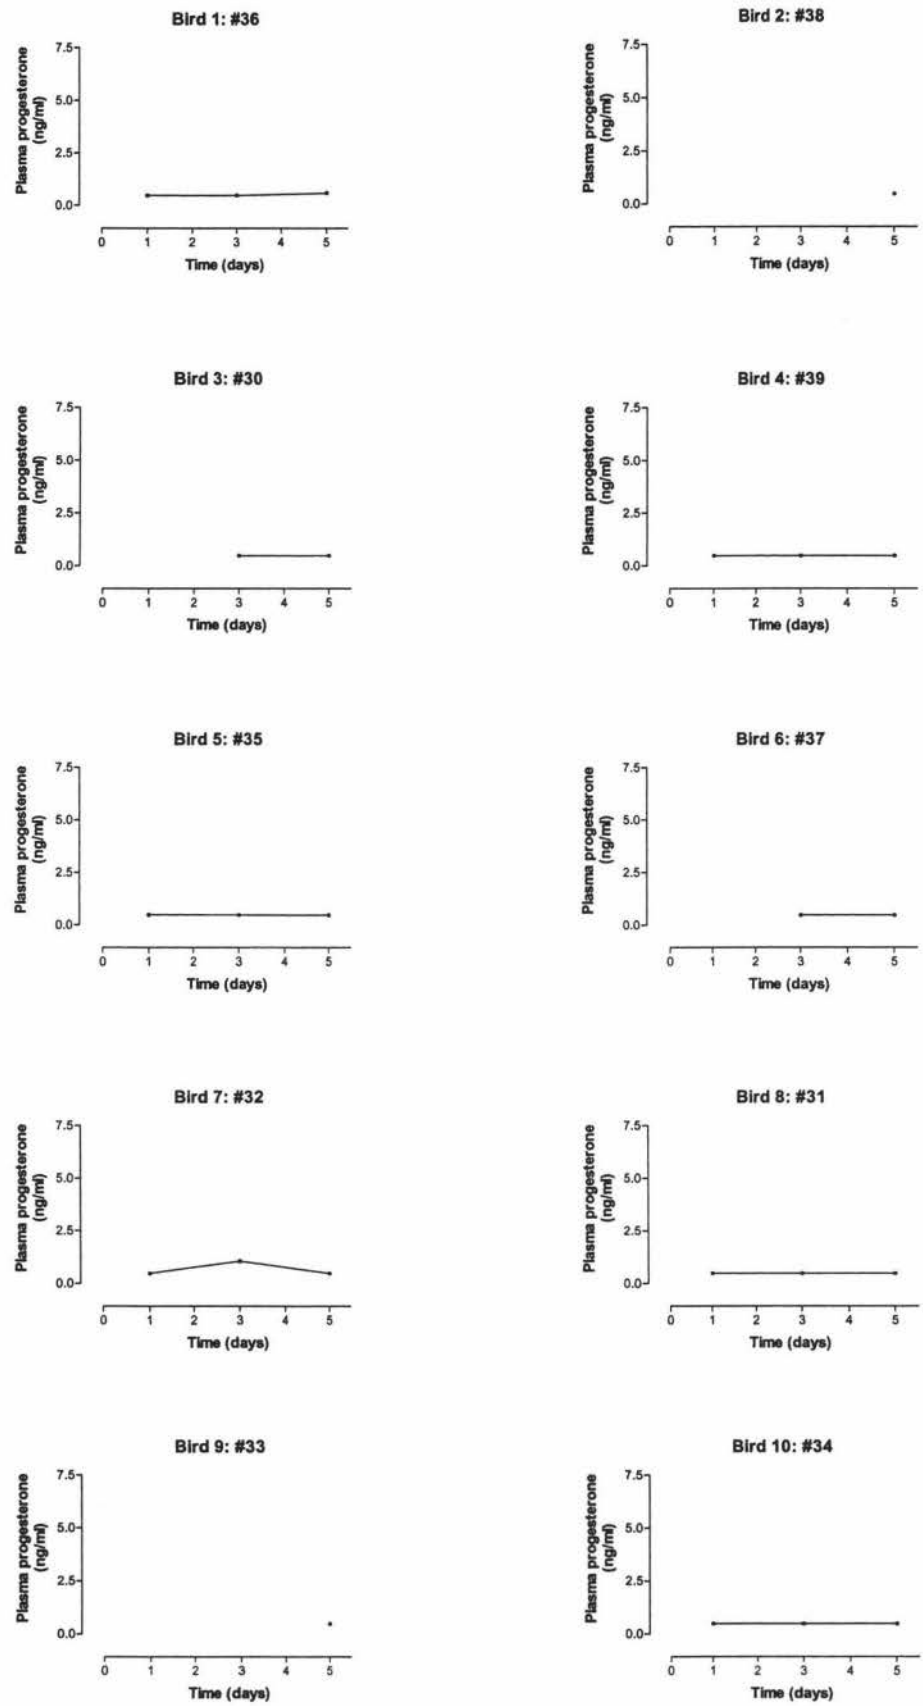 Bird 1: #36
Plasma progesterone
(ng/ml)
7.5
5.0
2.5
0.0
0 1 2 3 4 5
Time (days)
Bird 2: #38
Plasma progesterone
(ng/ml)
7.5
5.0
2.5
0.0
0 1 2 3 4 5
Time (days)
Bird 3: #30
Plasma progesterone
(ng/ml)
7.5
5.0
2.5
0.0
0 1 2 3 4 5
Time (days)
Bird 4: #39
Plasma progesterone
(ng/ml)
7.5
5.0
2.5
0.0
0 1 2 3 4 5
Time (days)
Bird 5: #35
Plasma progesterone
(ng/ml)
7.5
5.0
2.5
0.0
0 1 2 3 4 5
Time (days)
Bird 6: #37
Plasma progesterone
(ng/ml)
7.5
5.0
2.5
0.0
0 1 2 3 4 5
Time (days)
Bird 7: #32
Plasma progesterone
(ng/ml)
7.5
5.0
2.5
0.0
0 1 2 3 4 5
Time (days)
Bird 8: #31
Plasma progesterone
(ng/ml)
7.5
5.0
2.5
0.0
0 1 2 3 4 5
Time (days)
Bird 9: #33
Plasma progesterone
(ng/ml)
7.5
5.0
2.5
0.0
0 1 2 3 4 5
Time (days)
Bird 10: #34
Plasma progesterone
(ng/ml)
7.5
5.0
2.5
0.0
0 1 2 3 4 5
Time (days)